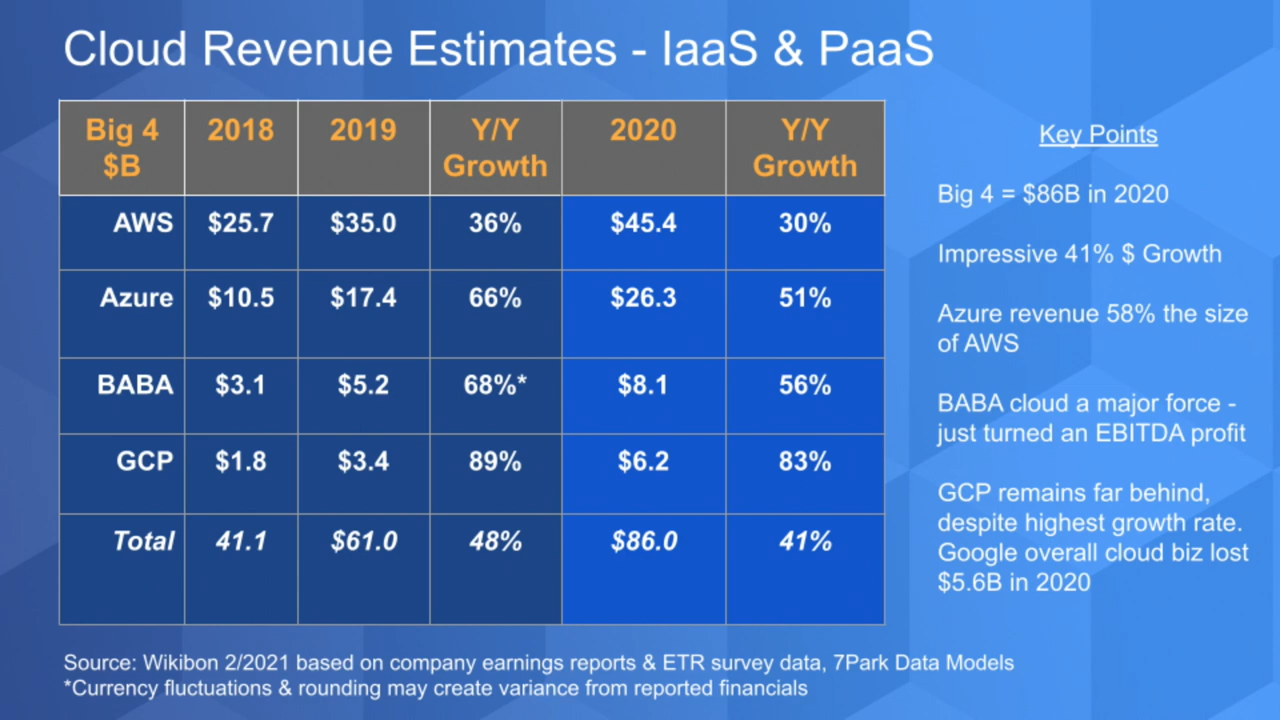 Cloud Revenue Estimates - IaaS & PaaS
Big 4 $B 2018 2019 Y/Y Growth 2020 Y/Y Growth
AWS $25.7 $35.0 36% $45.4 30%
Azure $10.5 $17.4 66% $26.3 51%
BABA $3.1 $5.2 68%* $8.1 56%
GCP $1.8 $3.4 89% $6.2 83%
Total 41.1 $61.0 48% $86.0 41%
Key Points
Big 4 = $86B in 2020
Impressive 41% $ Growth
Azure revenue 58% the size
of AWS
BABA cloud a major force -
just turned an EBITDA profit
GCP remains far behind,
despite highest growth rate.
Google overall cloud biz lost
$5.6B in 2020
Source: Wikibon 2/2021 based on company earnings reports & ETR survey data, 7Park Data Models
*Currency fluctuations & rounding may create variance from reported financials